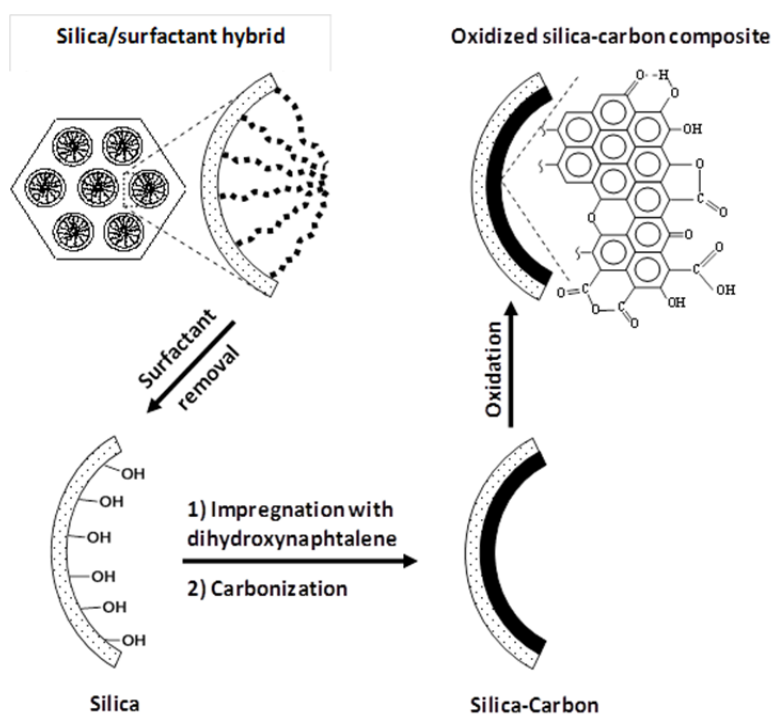 Silica/surfactant hybrid
Oxidized silica-carbon composite
O--H
O
OH
O
C
O
O
O
O
C
OH
OH
O
C
O
C
O
Surfactant
removal
Oxidation
OH
OH
OH
OH
OH
OH
1) Impregnation with
dihydroxynaphtalene
2) Carbonization
Silica
Silica-Carbon